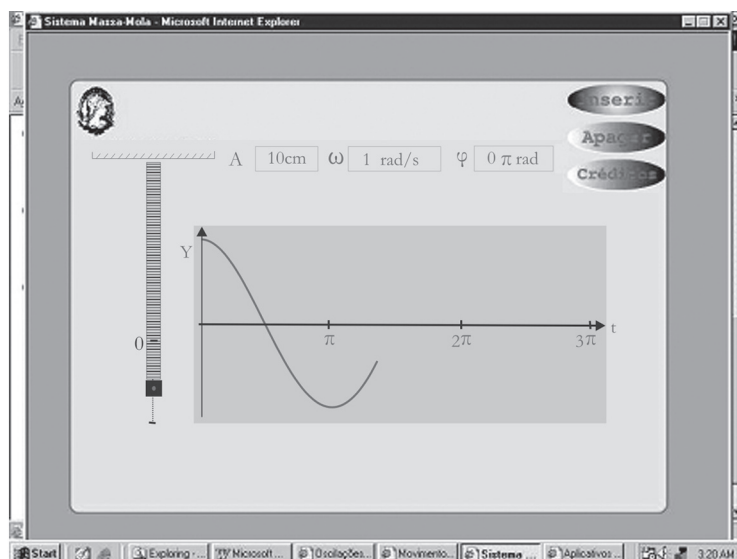 Sistema Massa-Mola - Microsoft Internet Explorer
Inserir
Apagar
Créditos
A 10cm ω 1 rad/s φ 0 π rad
Y
0
π 2π 3π
t
Start Exploring - ... Microsoft ... Oscilações... Movimento... Sistema ... Aplicativos ... 3:20 AM